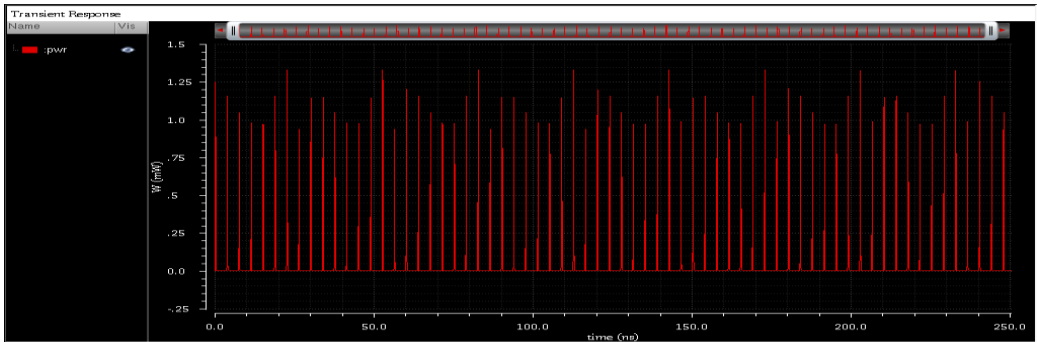 Transient Response
Name Vis
:pwr
1.5
1.25
1.0
.75
.5
.25
0.0
-.25
W (mW)
0.0 50.0 100.0 150.0 200.0 250.0
time (ns)